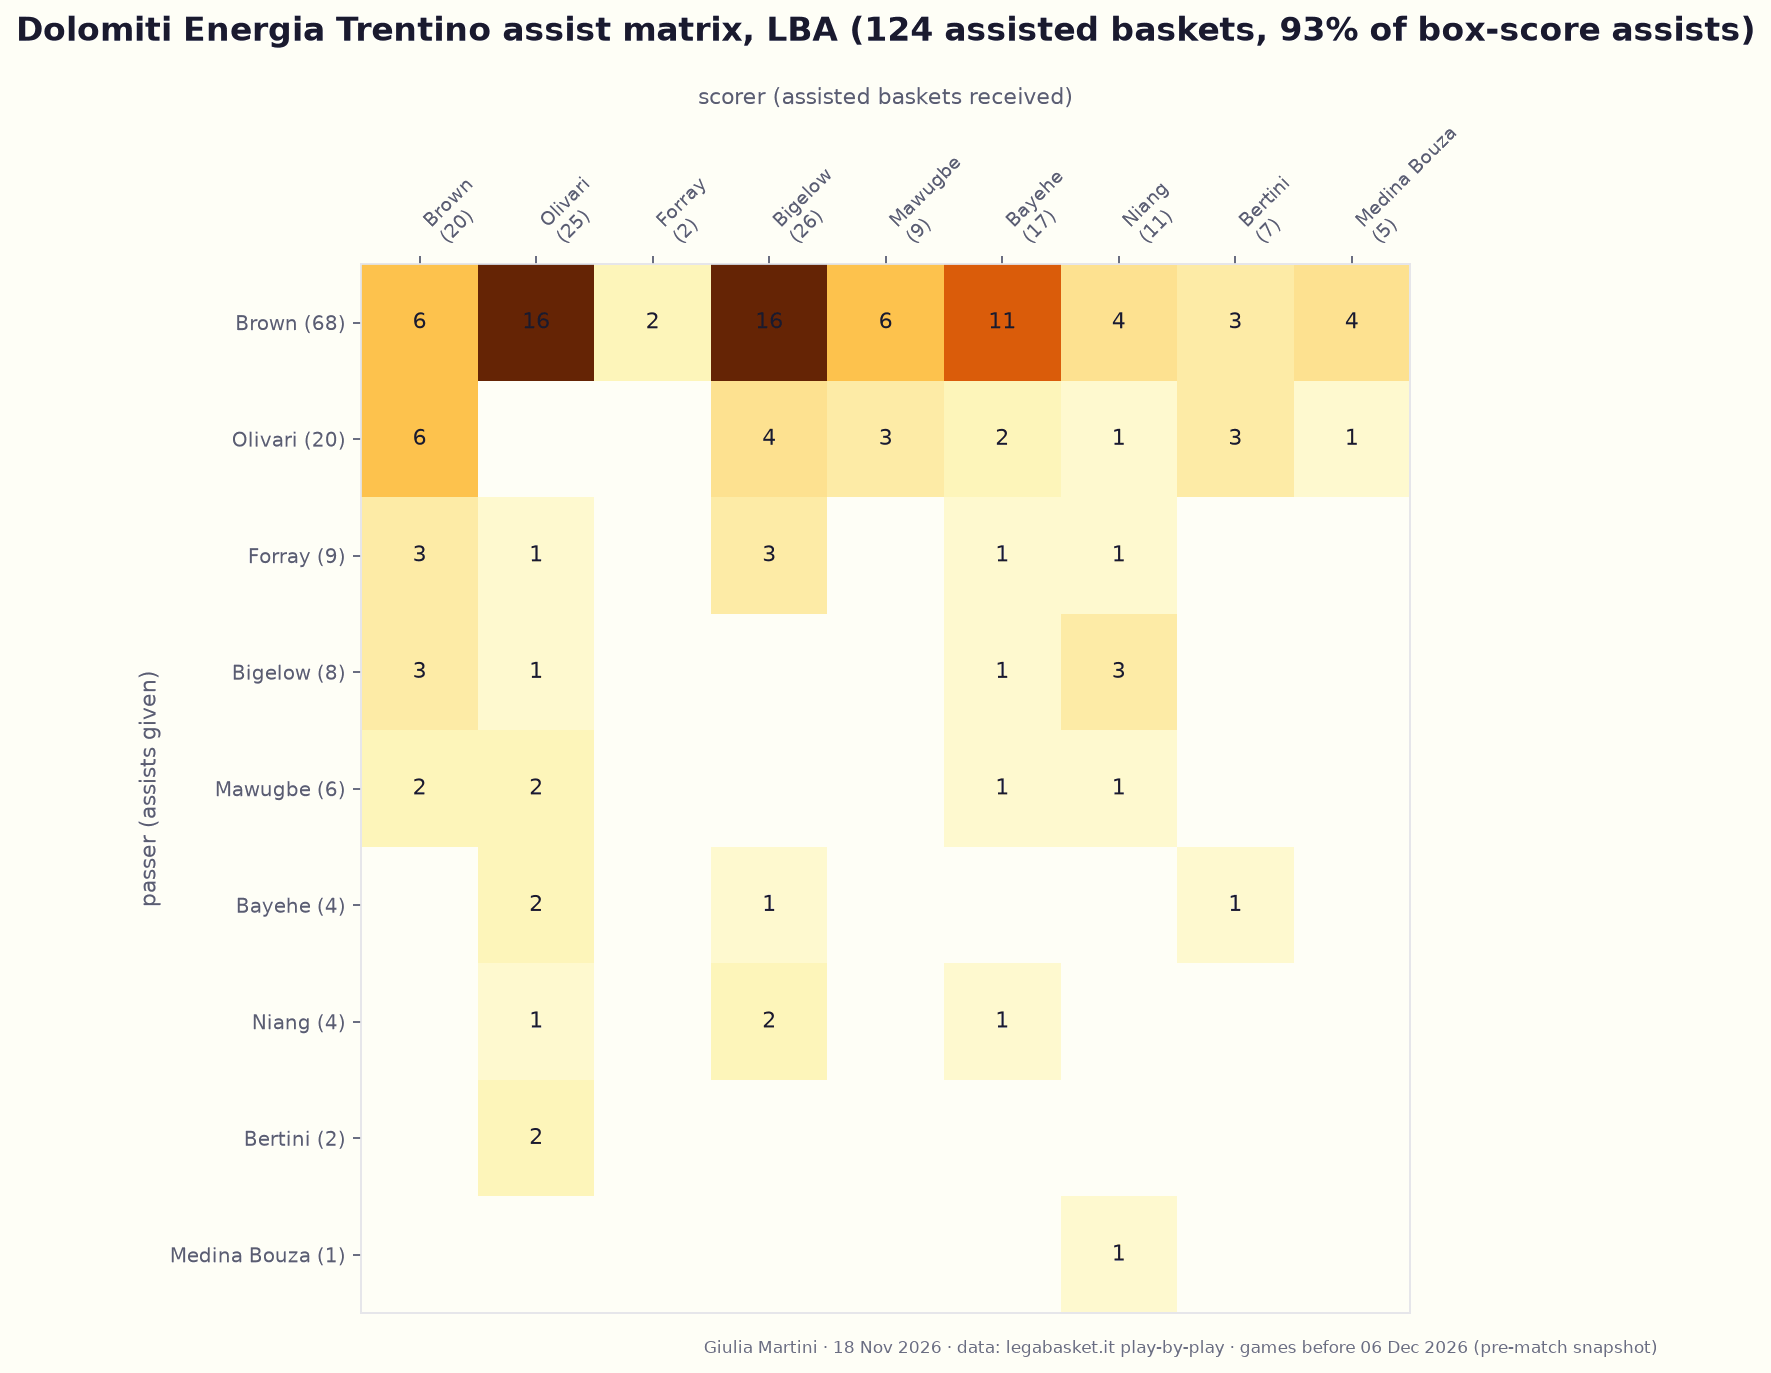 Dolomiti Energia Trentino assist matrix, LBA (124 assisted baskets, 93% of box-score assists)
scorer (assisted baskets received)
Brown (20)
Olivari (25)
Forray (2)
Bigelow (26)
Mawugbe (9)
Bayehe (17)
Niang (11)
Bertini (7)
Medina Bouza (5)
passer (assists given)
Brown (68) 6 16 2 16 6 11 4 3 4
Olivari (20) 6 4 3 2 1 3 1
Forray (9) 3 1 3 1 1
Bigelow (8) 3 1 1 3
Mawugbe (6) 2 2 1 1
Bayehe (4) 2 1 1
Niang (4) 1 2 1
Bertini (2) 2
Medina Bouza (1) 1
Giulia Martini · 18 Nov 2026 · data: legabasket.it play-by-play · games before 06 Dec 2026 (pre-match snapshot)